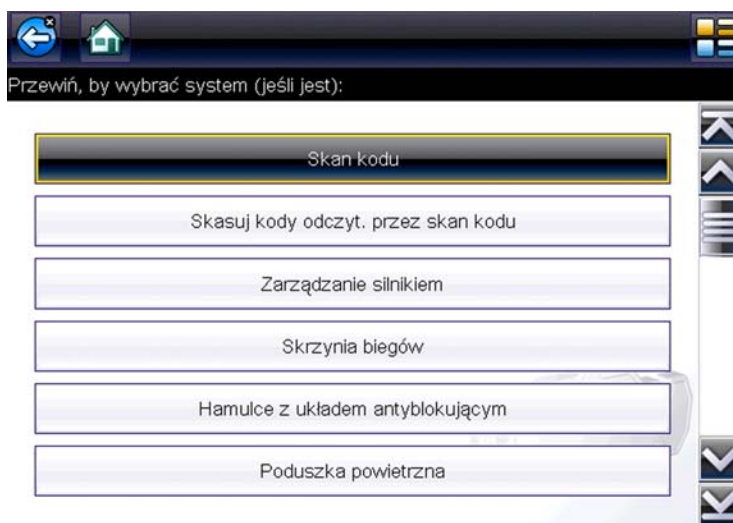 Przewiń, by wybrać system (jeśli jest):
Skan kodu
Skasuj kody odczyt. przez skan kodu
Zarządzanie silnikiem
Skrzynia biegów
Hamulce z układem antyblokującym
Poduszka powietrzna